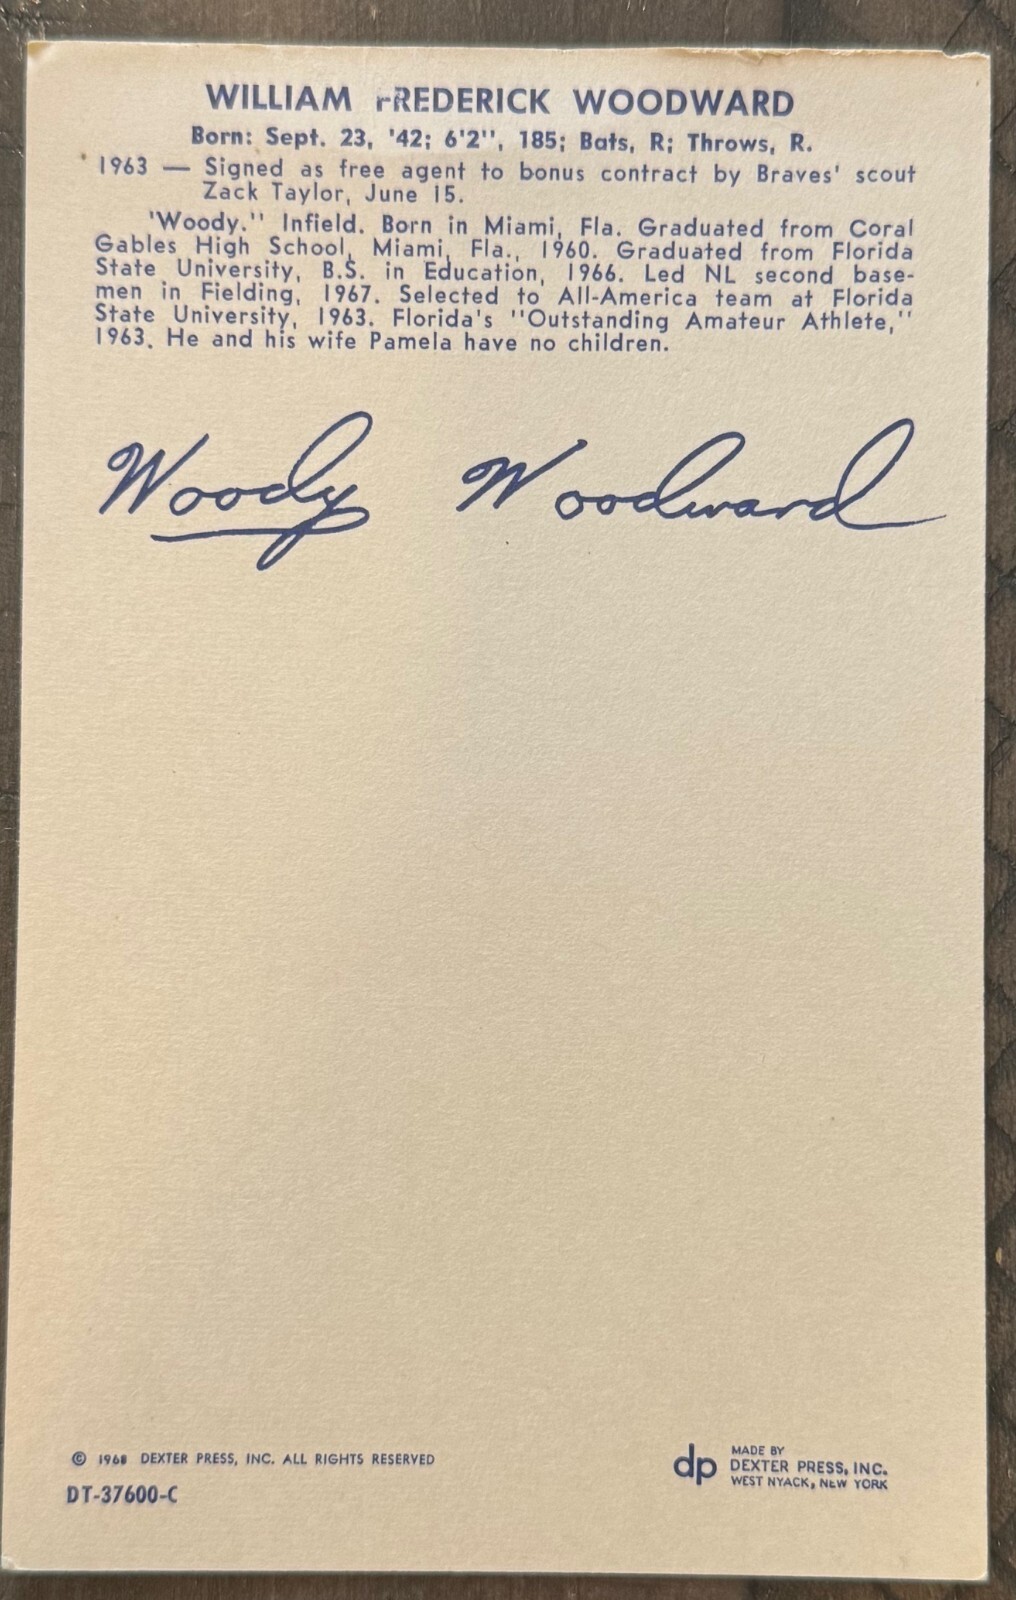 WILLIAM FREDERICK WOODWARD
Born: Sept. 23, '42; 6'2", 185; Bats, R; Throws, R.
1963 — Signed as free agent to bonus contract by Braves' scout
Zack Taylor, June 15.
'Woody." Infield. Born in Miami, Fla. Graduated from Coral
Gables High School, Miami, Fla., 1960. Graduated from Florida
State University, B.S. in Education, 1966. Led NL second base-
men in Fielding, 1967. Selected to All-America team at Florida
State University, 1963. Florida's "Outstanding Amateur Athlete,"
1963. He and his wife Pamela have no children.
Woody Woodward
© 1968 DEXTER PRESS, INC. ALL RIGHTS RESERVED
DT-37600-C
dp
MADE BY
DEXTER PRESS, INC.
WEST NYACK, NEW YORK